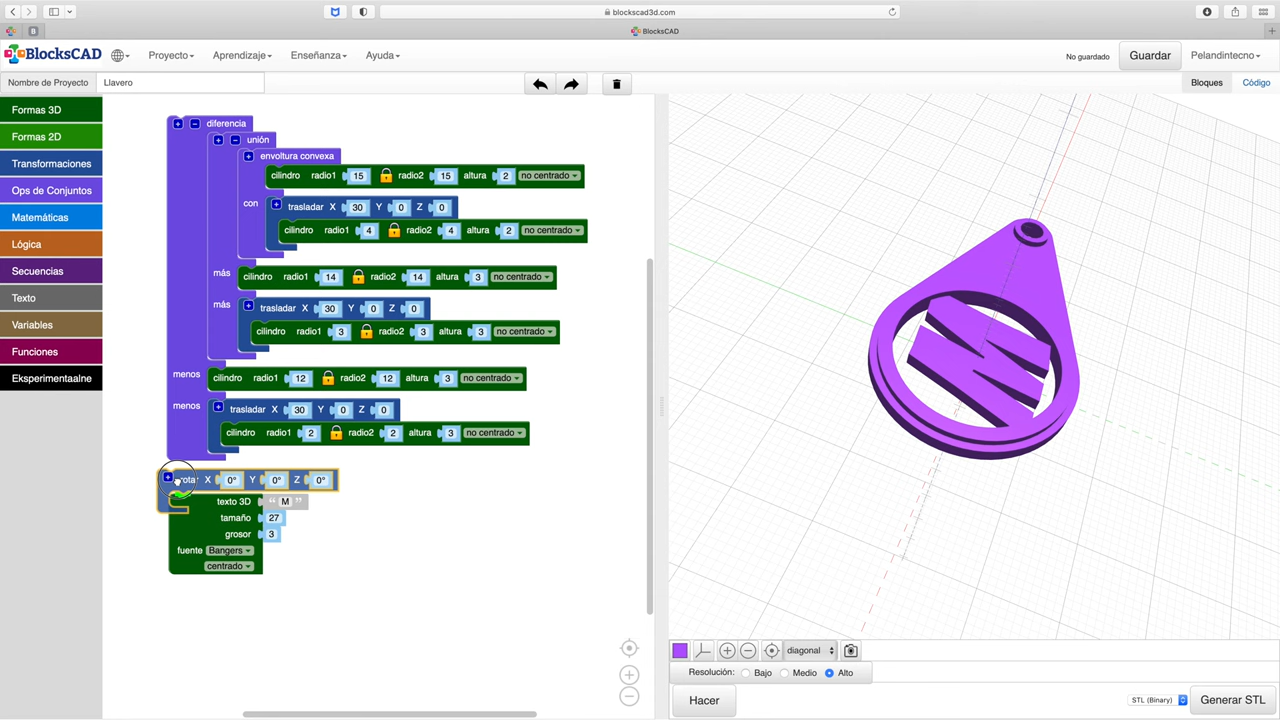 blockscad3d.com
B
BlocksCAD
BlocksCAD Proyecto Aprendizaje Enseñanza Ayuda No guardado Guardar Pelandintecno
Nombre de Proyecto Llavero Bloques Código
Formas 3D
Formas 2D
Transformaciones
Ops de Conjuntos
Matemáticas
Lógica
Secuencias
Texto
Variables
Funciones
Eksperimentaalne
+ − diferencia
+ − unión
+ envoltura convexa
cilindro radio1 15 radio2 15 altura 2 no centrado
con + trasladar X 30 Y 0 Z 0
cilindro radio1 4 radio2 4 altura 2 no centrado
más cilindro radio1 14 radio2 14 altura 3 no centrado
más + trasladar X 30 Y 0 Z 0
cilindro radio1 3 radio2 3 altura 3 no centrado
menos cilindro radio1 12 radio2 12 altura 3 no centrado
menos + trasladar X 30 Y 0 Z 0
cilindro radio1 2 radio2 2 altura 3 no centrado
+ rotar X 0° Y 0° Z 0°
texto 3D “ M ”
tamaño 27
grosor 3
fuente Bangers
centrado
diagonal
Resolución: Bajo Medio Alto
Hacer STL (Binary) Generar STL